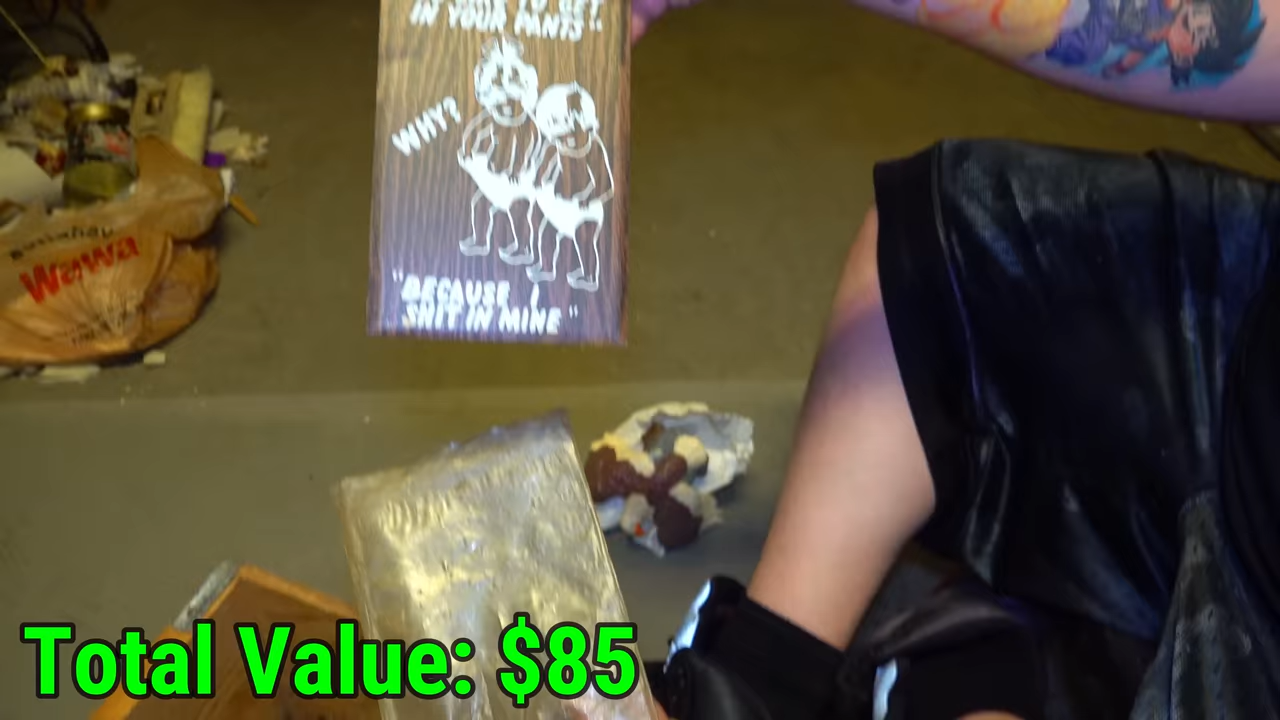 IN YOUR PANTS"
WHY?
"BECAUSE I
SHIT IN MINE"
Wawa
Total Value: $85